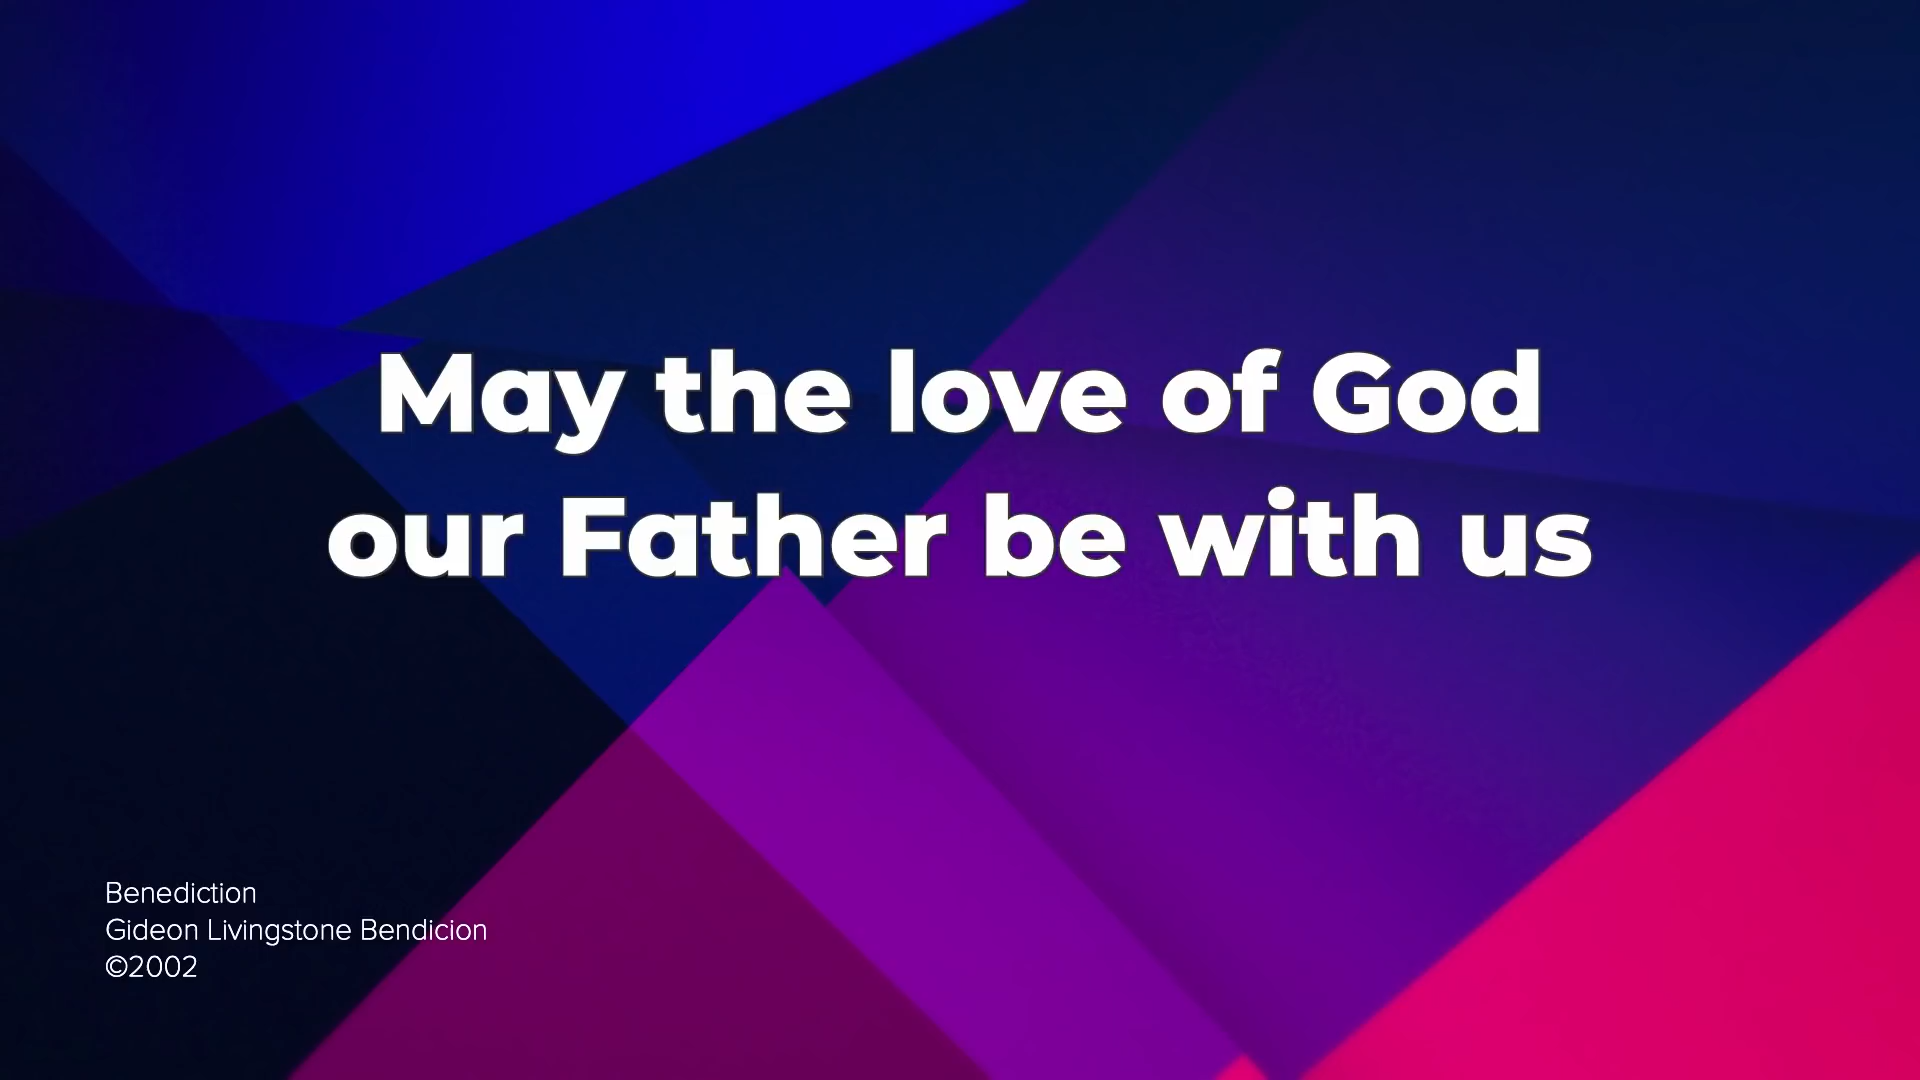 May the love of God
our Father be with us
Benediction
Gideon Livingstone Bendicion
©2002